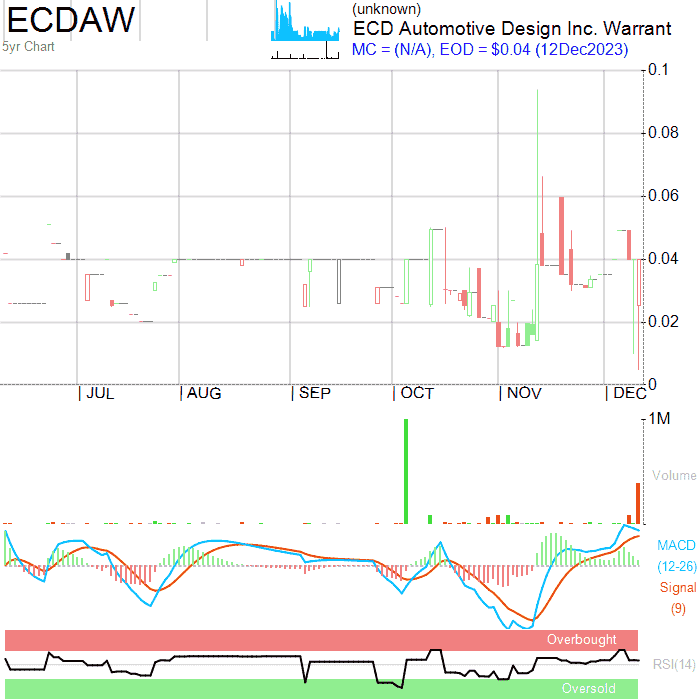 ECDAW
5yr Chart
(unknown)
ECD Automotive Design Inc. Warrant
MC = (N/A), EOD = $0.04 (12Dec2023)
0.1
0.08
0.06
0.04
0.02
0
| JUL | AUG | SEP | OCT | NOV | DEC
1M
Volume
MACD
(12-26)
Signal
(9)
Overbought
RSI(14)
Oversold